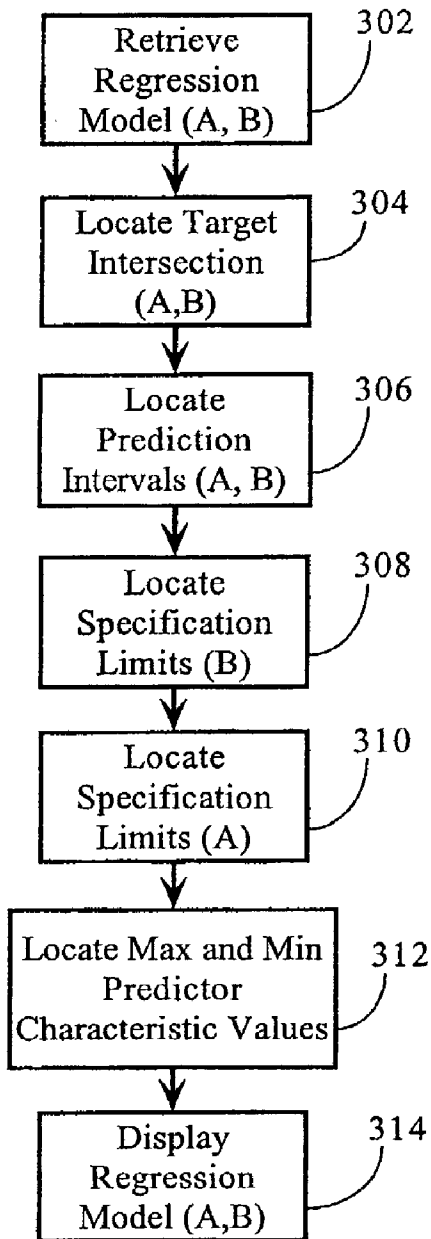 Retrieve
Regression
Model (A, B)
302
Locate Target
Intersection
(A,B)
304
Locate
Prediction
Intervals (A, B)
306
Locate
Specification
Limits (B)
308
Locate
Specification
Limits (A)
310
Locate Max and Min
Predictor
Characteristic Values
312
Display
Regression
Model (A,B)
314